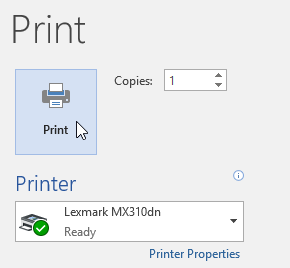 Print
Copies: 1
Print
Printer
Lexmark MX310dn
Ready
Printer Properties